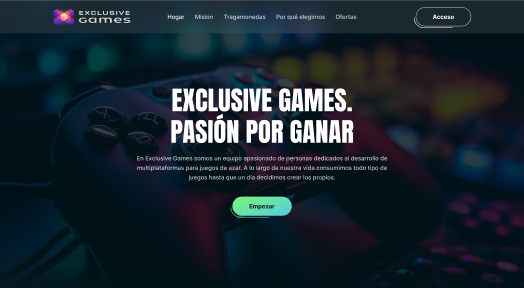 EXCLUSIVE
Games
Hogar Misión Tragamonedas Por qué elegirnos Ofertas Acceso
EXCLUSIVE GAMES.
PASIÓN POR GANAR
En Exclusive Games somos un equipo apasionado de personas dedicados al desarrollo de
multiplataformas para juegos de azar. A lo largo de nuestra vida consumimos todo tipo de
juegos hasta que un día decidimos crear los propios.
Empezar